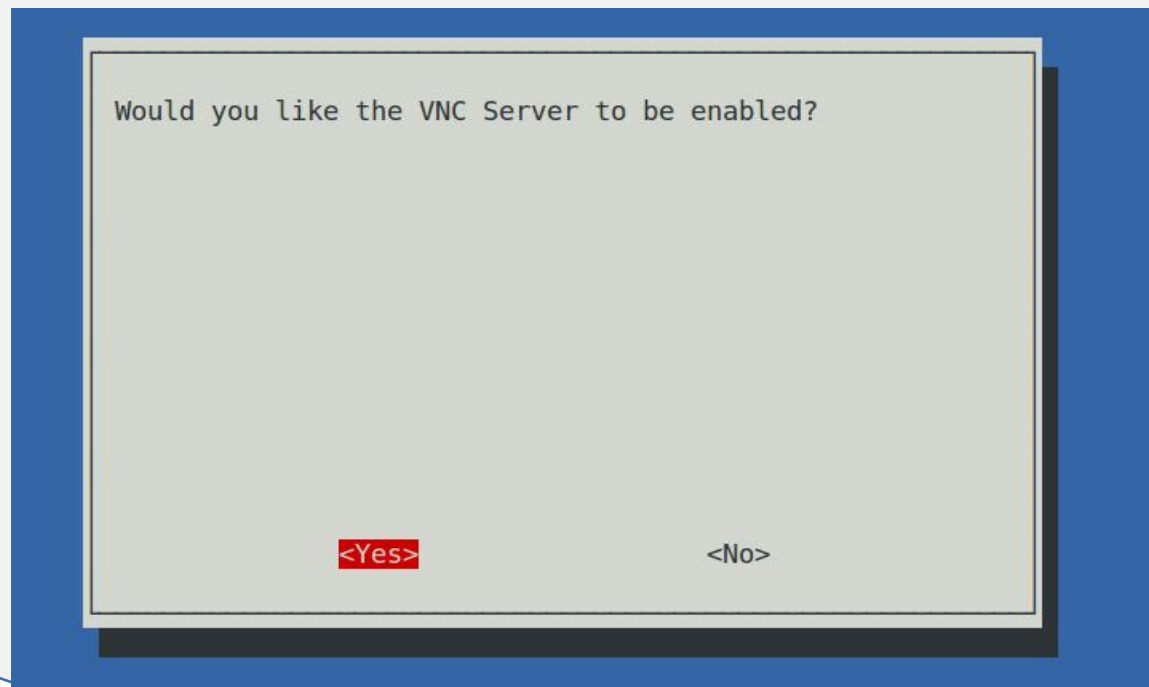 Would you like the VNC Server to be enabled?
<Yes> <No>